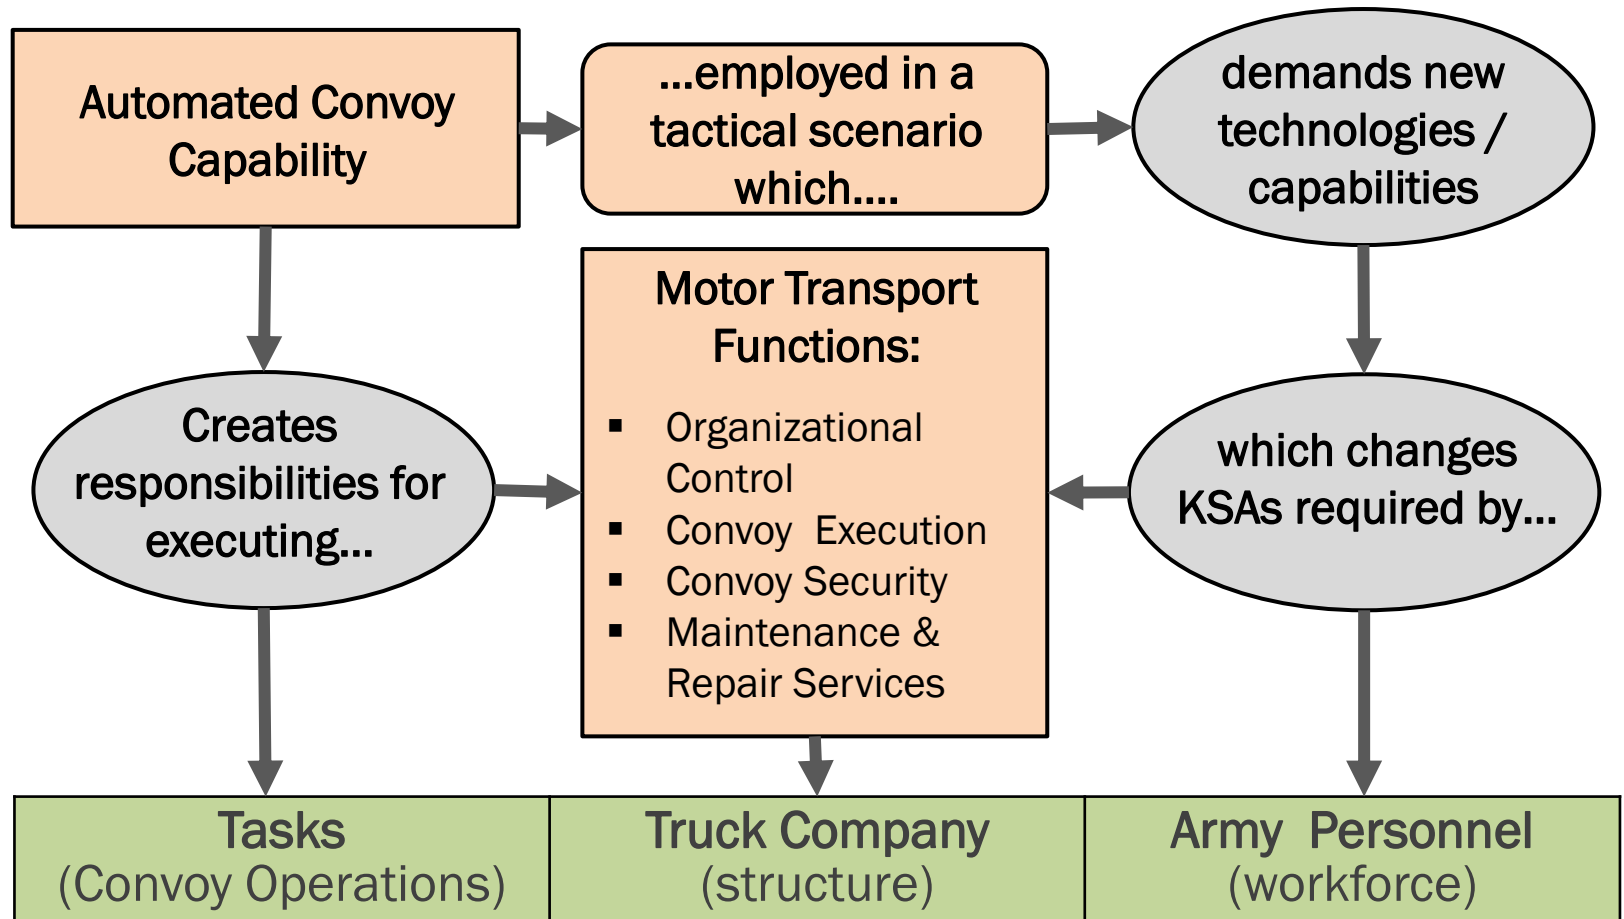 Automated Convoy
Capability
...employed in a
tactical scenario
which....
demands new
technologies /
capabilities
Creates
responsibilities for
executing...
Motor Transport
Functions:
▪ Organizational
Control
▪ Convoy Execution
▪ Convoy Security
▪ Maintenance &
Repair Services
which changes
KSAs required by...
Tasks
(Convoy Operations)
Truck Company
(structure)
Army Personnel
(workforce)